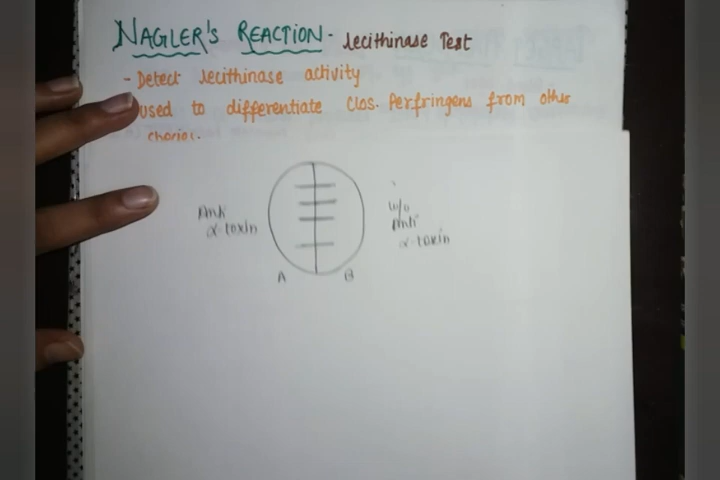 NAGLER'S REACTION - Lecithinase Test
- Detect lecithinase activity
used to differentiate Clos. Perfringens from other
Anti
α-toxin
w/o
Anti
α-toxin
A
B